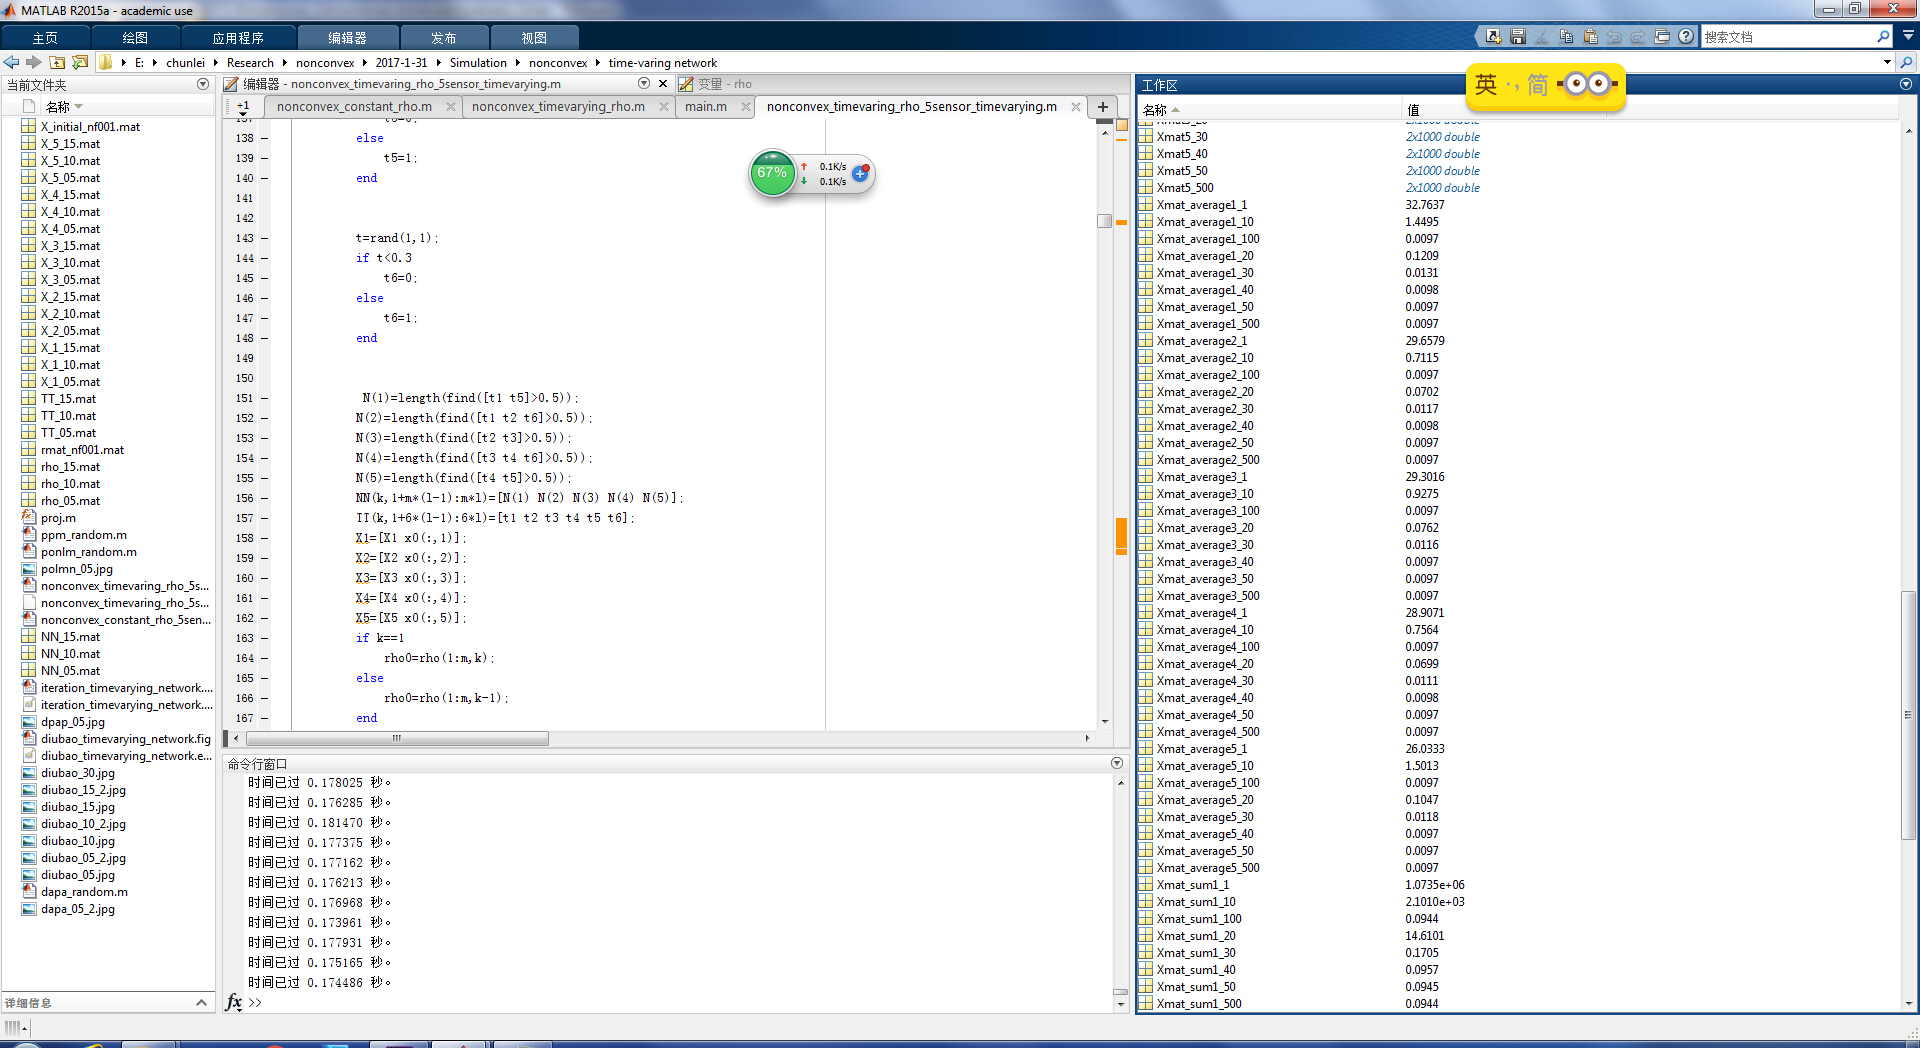 MATLAB R2015a - academic use
主页 绘图 应用程序 编辑器 发布 视图 搜索文档
E: chunlei Research nonconvex 2017-1-31 Simulation nonconvex time-varing network
当前文件夹
名称
X_initial_nf001.mat
X_5_15.mat
X_5_10.mat
X_5_05.mat
X_4_15.mat
X_4_10.mat
X_4_05.mat
X_3_15.mat
X_3_10.mat
X_3_05.mat
X_2_15.mat
X_2_10.mat
X_2_05.mat
X_1_15.mat
X_1_10.mat
X_1_05.mat
TT_15.mat
TT_10.mat
TT_05.mat
rmat_nf001.mat
rho_15.mat
rho_10.mat
rho_05.mat
proj.m
ppm_random.m
ponlm_random.m
polmn_05.jpg
nonconvex_timevaring_rho_5s...
nonconvex_timevaring_rho_5s...
nonconvex_constant_rho_5sen...
NN_15.mat
NN_10.mat
NN_05.mat
iteration_timevarying_network....
iteration_timevarying_network....
dpap_05.jpg
diubao_timevarying_network.fig
diubao_timevarying_network.e...
diubao_30.jpg
diubao_15_2.jpg
diubao_15.jpg
diubao_10_2.jpg
diubao_10.jpg
diubao_05_2.jpg
diubao_05.jpg
dapa_random.m
dapa_05_2.jpg
详细信息
编辑器 - nonconvex_timevaring_rho_5sensor_timevarying.m
变量 - rho
+1 nonconvex_constant_rho.m nonconvex_timevarying_rho.m main.m nonconvex_timevaring_rho_5sensor_timevarying.m
137 t5=0;
138 else
139 t5=1;
140 end
141
142
143 t=rand(1,1);
144 if t<0.3
145 t6=0;
146 else
147 t6=1;
148 end
149
150
151 N(1)=length(find([t1 t5]>0.5));
152 N(2)=length(find([t1 t2 t6]>0.5));
153 N(3)=length(find([t2 t3]>0.5));
154 N(4)=length(find([t3 t4 t6]>0.5));
155 N(5)=length(find([t4 t5]>0.5));
156 NN(k,1+m*(l-1):m*l)=[N(1) N(2) N(3) N(4) N(5)];
157 TT(k,1+6*(l-1):6*l)=[t1 t2 t3 t4 t5 t6];
158 X1=[X1 x0(:,1)];
159 X2=[X2 x0(:,2)];
160 X3=[X3 x0(:,3)];
161 X4=[X4 x0(:,4)];
162 X5=[X5 x0(:,5)];
163 if k==1
164 rho0=rho(1:m,k);
165 else
166 rho0=rho(1:m,k-1);
167 end
67% 0.1K/s
0.1K/s
命令行窗口
时间已过 0.178025 秒。
时间已过 0.176285 秒。
时间已过 0.181470 秒。
时间已过 0.177375 秒。
时间已过 0.177162 秒。
时间已过 0.176213 秒。
时间已过 0.176968 秒。
时间已过 0.173961 秒。
时间已过 0.177931 秒。
时间已过 0.175165 秒。
时间已过 0.174486 秒。
fx >>
工作区
英 ·, 简
名称 值
Xmat5_20 2x1000 double
Xmat5_30 2x1000 double
Xmat5_40 2x1000 double
Xmat5_50 2x1000 double
Xmat5_500 2x1000 double
Xmat_average1_1 32.7637
Xmat_average1_10 1.4495
Xmat_average1_100 0.0097
Xmat_average1_20 0.1209
Xmat_average1_30 0.0131
Xmat_average1_40 0.0098
Xmat_average1_50 0.0097
Xmat_average1_500 0.0097
Xmat_average2_1 29.6579
Xmat_average2_10 0.7115
Xmat_average2_100 0.0097
Xmat_average2_20 0.0702
Xmat_average2_30 0.0117
Xmat_average2_40 0.0098
Xmat_average2_50 0.0097
Xmat_average2_500 0.0097
Xmat_average3_1 29.3016
Xmat_average3_10 0.9275
Xmat_average3_100 0.0097
Xmat_average3_20 0.0762
Xmat_average3_30 0.0116
Xmat_average3_40 0.0097
Xmat_average3_50 0.0097
Xmat_average3_500 0.0097
Xmat_average4_1 28.9071
Xmat_average4_10 0.7564
Xmat_average4_100 0.0097
Xmat_average4_20 0.0699
Xmat_average4_30 0.0111
Xmat_average4_40 0.0098
Xmat_average4_50 0.0097
Xmat_average4_500 0.0097
Xmat_average5_1 26.0333
Xmat_average5_10 1.5013
Xmat_average5_100 0.0097
Xmat_average5_20 0.1047
Xmat_average5_30 0.0118
Xmat_average5_40 0.0097
Xmat_average5_50 0.0097
Xmat_average5_500 0.0097
Xmat_sum1_1 1.0735e+06
Xmat_sum1_10 2.1010e+03
Xmat_sum1_100 0.0944
Xmat_sum1_20 14.6101
Xmat_sum1_30 0.1705
Xmat_sum1_40 0.0957
Xmat_sum1_50 0.0945
Xmat_sum1_500 0.0944